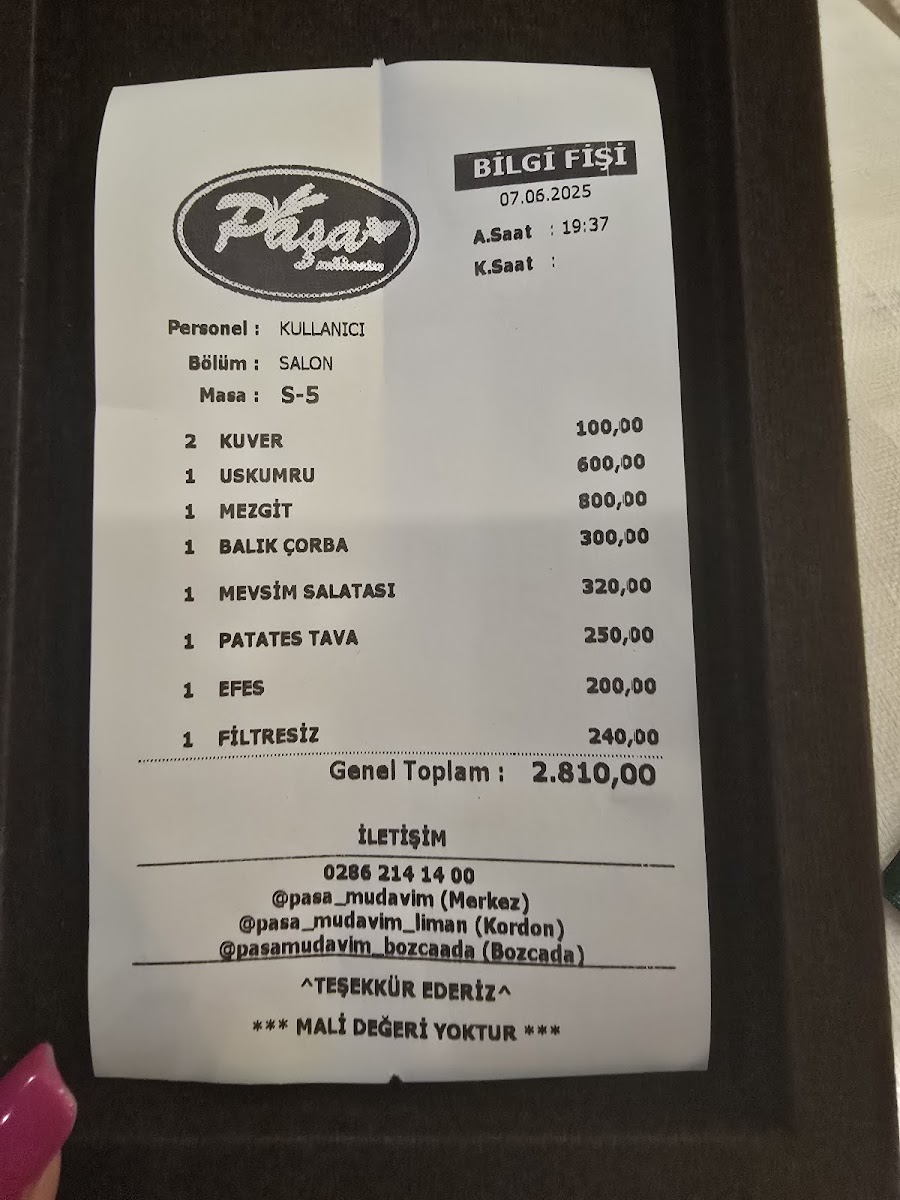 Paşa
BİLGİ FİŞİ
07.06.2025
A.Saat : 19:37
K.Saat :
Personel : KULLANICI
Bölüm : SALON
Masa : S-5
2 KUVER 100,00
1 USKUMRU 600,00
1 MEZGİT 800,00
1 BALIK ÇORBA 300,00
1 MEVSİM SALATASI 320,00
1 PATATES TAVA 250,00
1 EFES 200,00
1 FİLTRESİZ 240,00
Genel Toplam : 2.810,00
İLETİŞİM
0286 214 14 00
@pasa_mudavim (Merkez)
@pasa_mudavim_liman (Kordon)
@pasamudavim_bozcaada (Bozcada)
^TEŞEKKÜR EDERİZ^
*** MALİ DEĞERİ YOKTUR ***